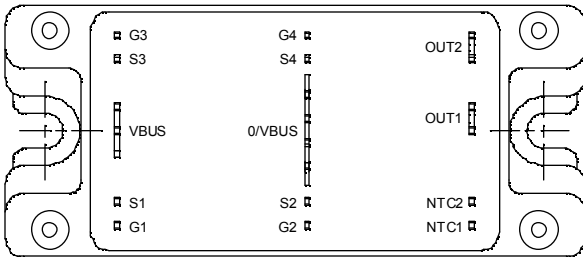 G3 G4 OUT2
S3 S4
VBUS 0/VBUS OUT1
S1 S2 NTC2
G1 G2 NTC1